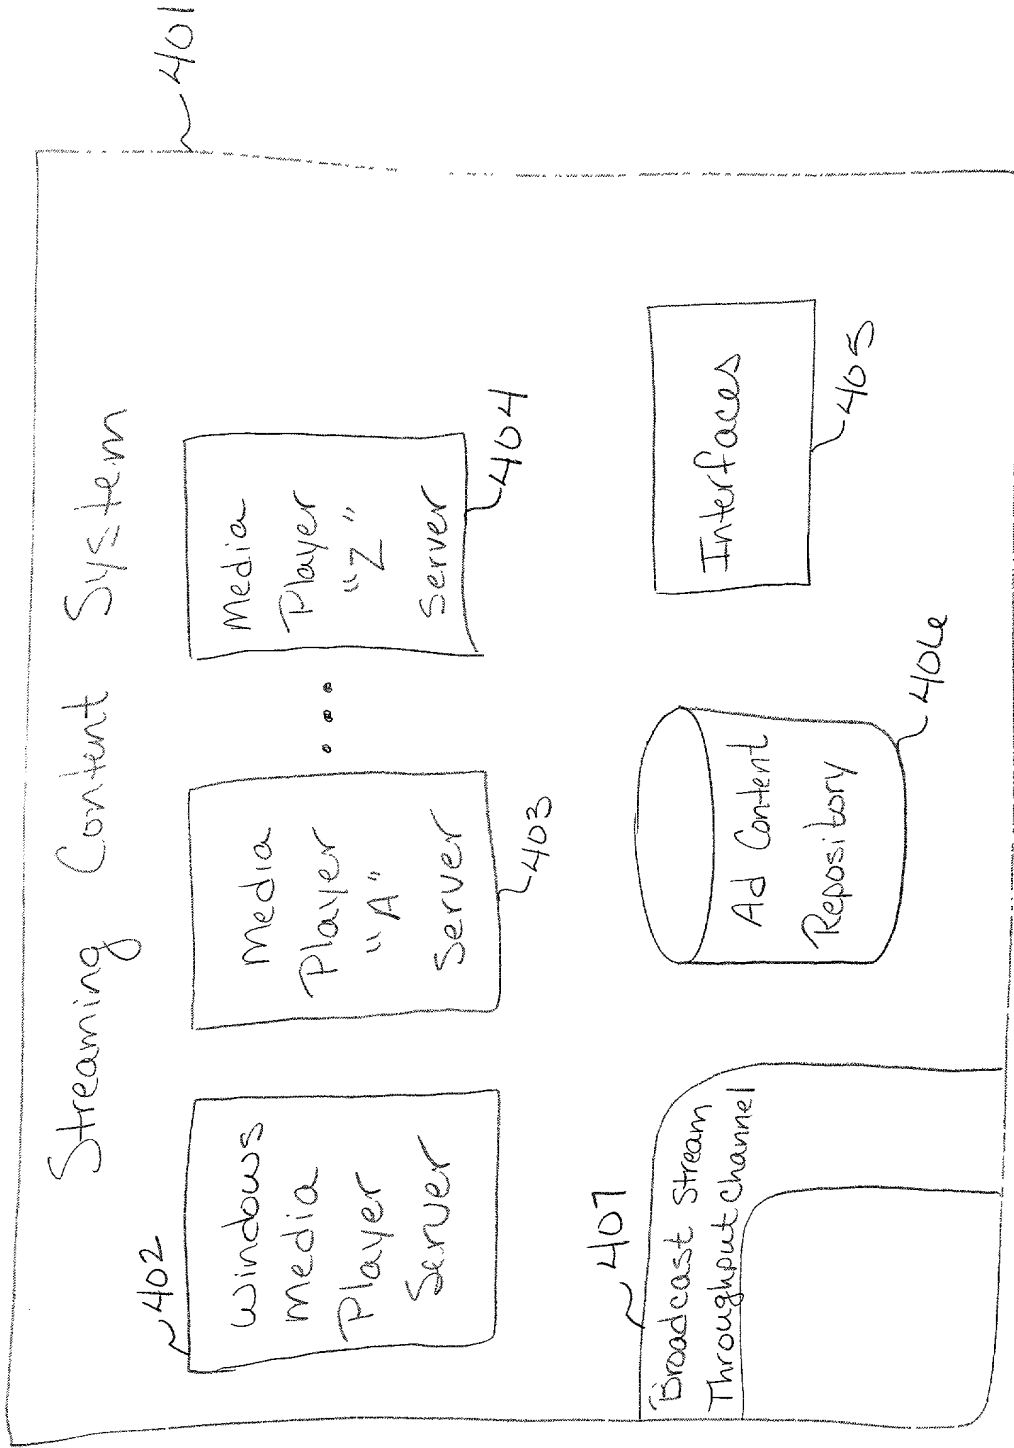 Streaming Content System
401
402
Windows
Media
Player
Server
Media
Player
"A"
Server
403
...
Media
Player
"Z"
Server
404
407
Broadcast Stream
Throughput Channel
Ad Content
Repository
406
Interfaces
405